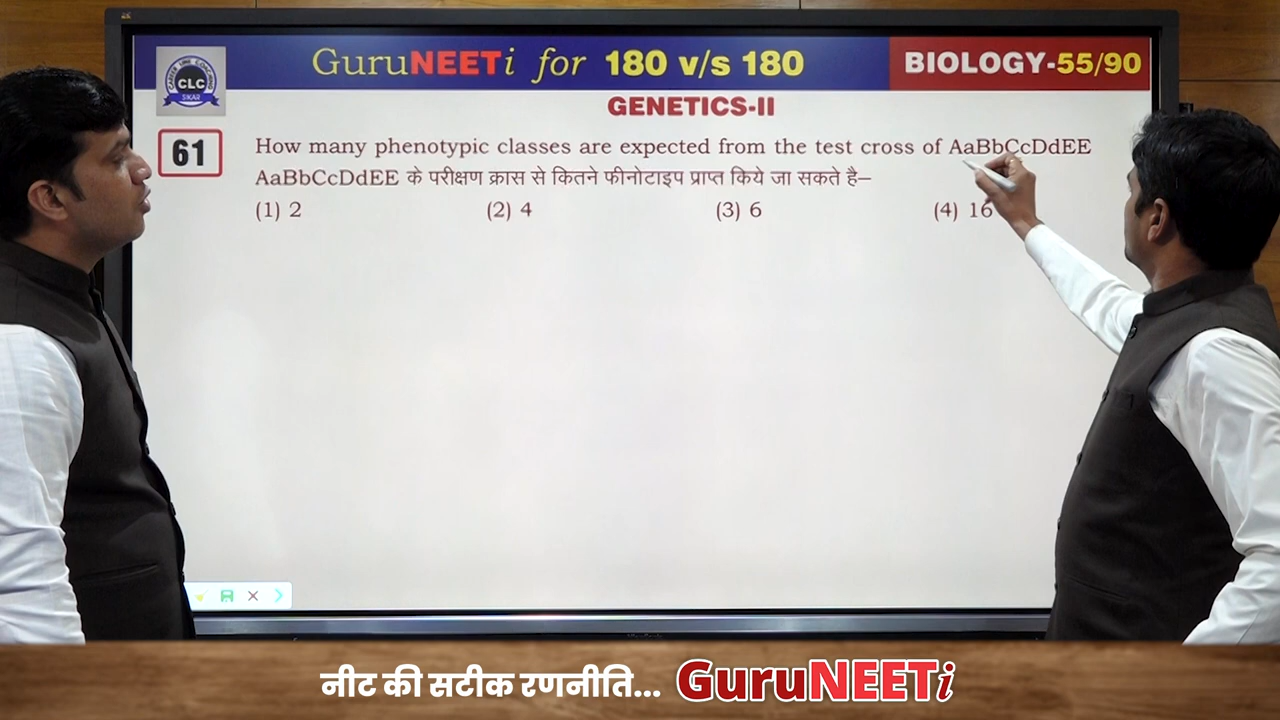 GuruNEETi for 180 v/s 180
BIOLOGY-55/90
CLC
SIKAR
GENETICS-II
61
How many phenotypic classes are expected from the test cross of AaBbCcDdEE
AaBbCcDdEE के परीक्षण क्रास से कितने फीनोटाइप प्राप्त किये जा सकते है–
(1) 2 (2) 4 (3) 6 (4) 16
नीट की सटीक रणनीति... GuruNEETi